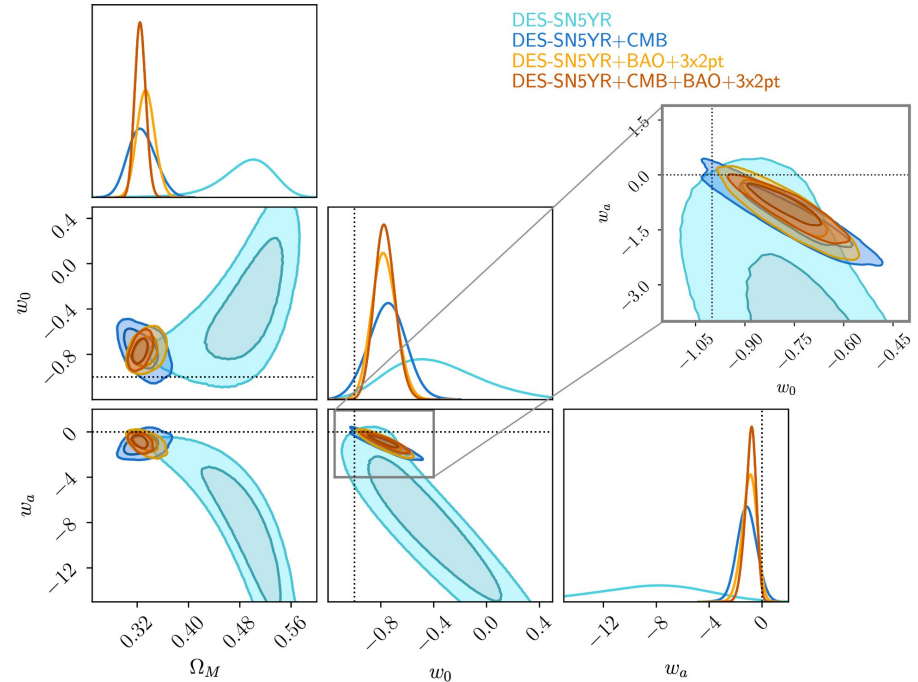 DES-SN5YR
DES-SN5YR+CMB
DES-SN5YR+BAO+3x2pt
DES-SN5YR+CMB+BAO+3x2pt
1.5
0.0
−1.5
−3.0
w_a
−1.05
−0.90
−0.75
−0.60
−0.45
w_0
0.4
0.0
−0.4
−0.8
w_0
0
−4
−8
−12
w_a
0.32
0.40
0.48
0.56
Ω_M
−0.8
−0.4
0.0
0.4
w_0
−12
−8
−4
0
w_a